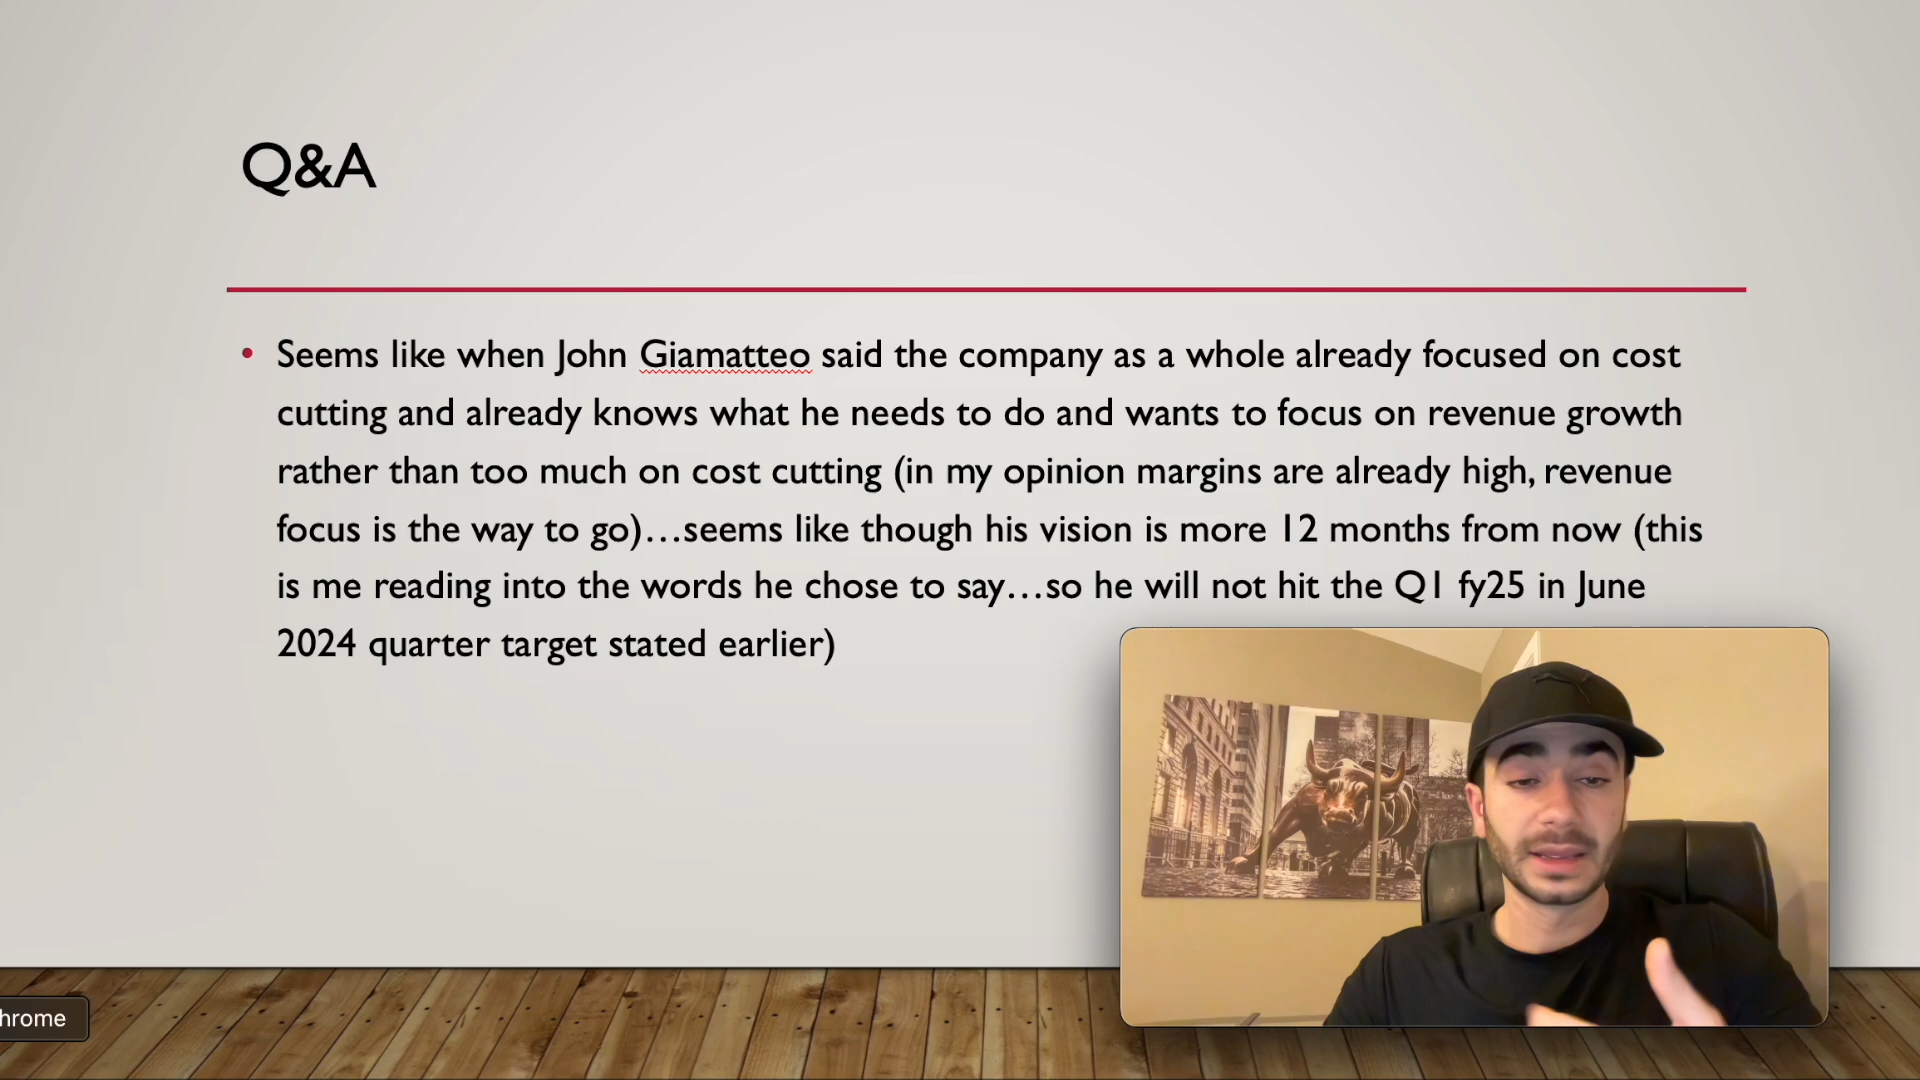 Q&A
• Seems like when John Giamatteo said the company as a whole already focused on cost
cutting and already knows what he needs to do and wants to focus on revenue growth
rather than too much on cost cutting (in my opinion margins are already high, revenue
focus is the way to go)…seems like though his vision is more 12 months from now (this
is me reading into the words he chose to say…so he will not hit the Q1 fy25 in June
2024 quarter target stated earlier)
hrome